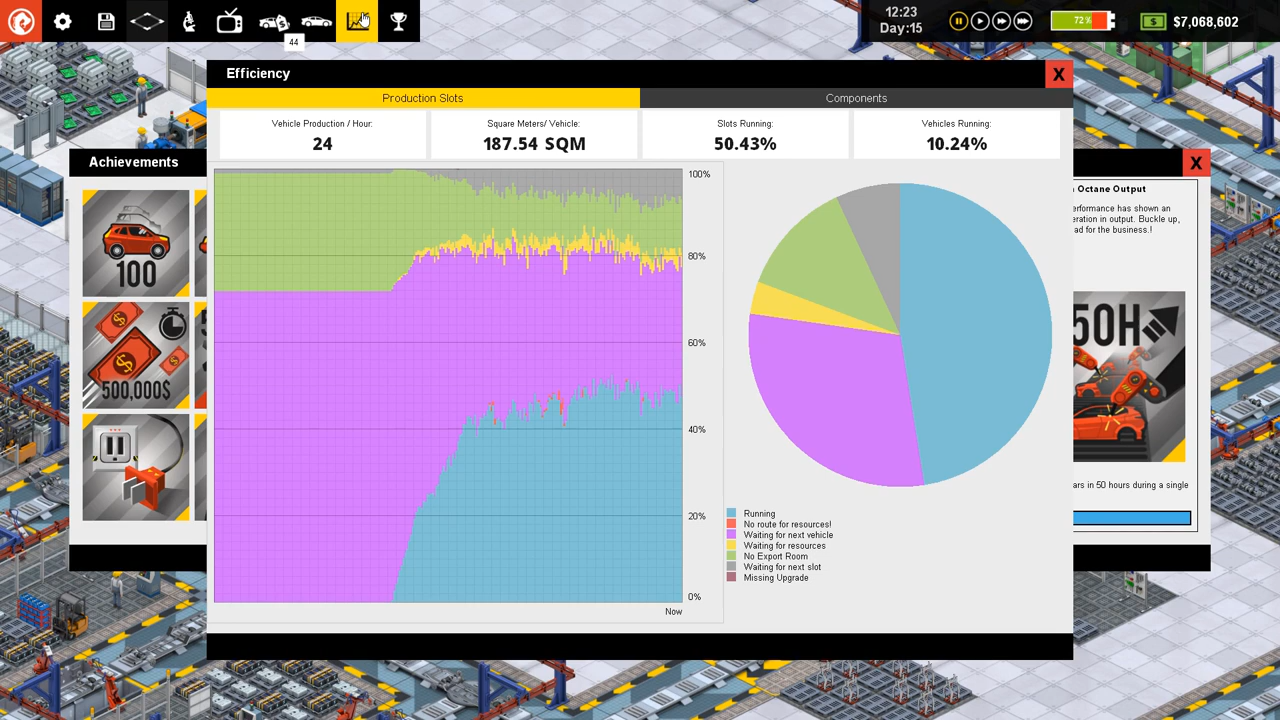 12:23
Day:15
72%
$7,068,602
44
Efficiency
X
Production Slots
Components
Vehicle Production / Hour:
24
Square Meters/ Vehicle:
187.54 SQM
Slots Running:
50.43%
Vehicles Running:
10.24%
Achievements
X
100
500,000$
100%
80%
60%
40%
20%
0%
Now
Running
No route for resources!
Waiting for next vehicle
Waiting for resources
No Export Room
Waiting for next slot
Missing Upgrade
Octane Output
erformance has shown an
eration in output. Buckle up,
ad for the business.!
50H
ars in 50 hours during a single